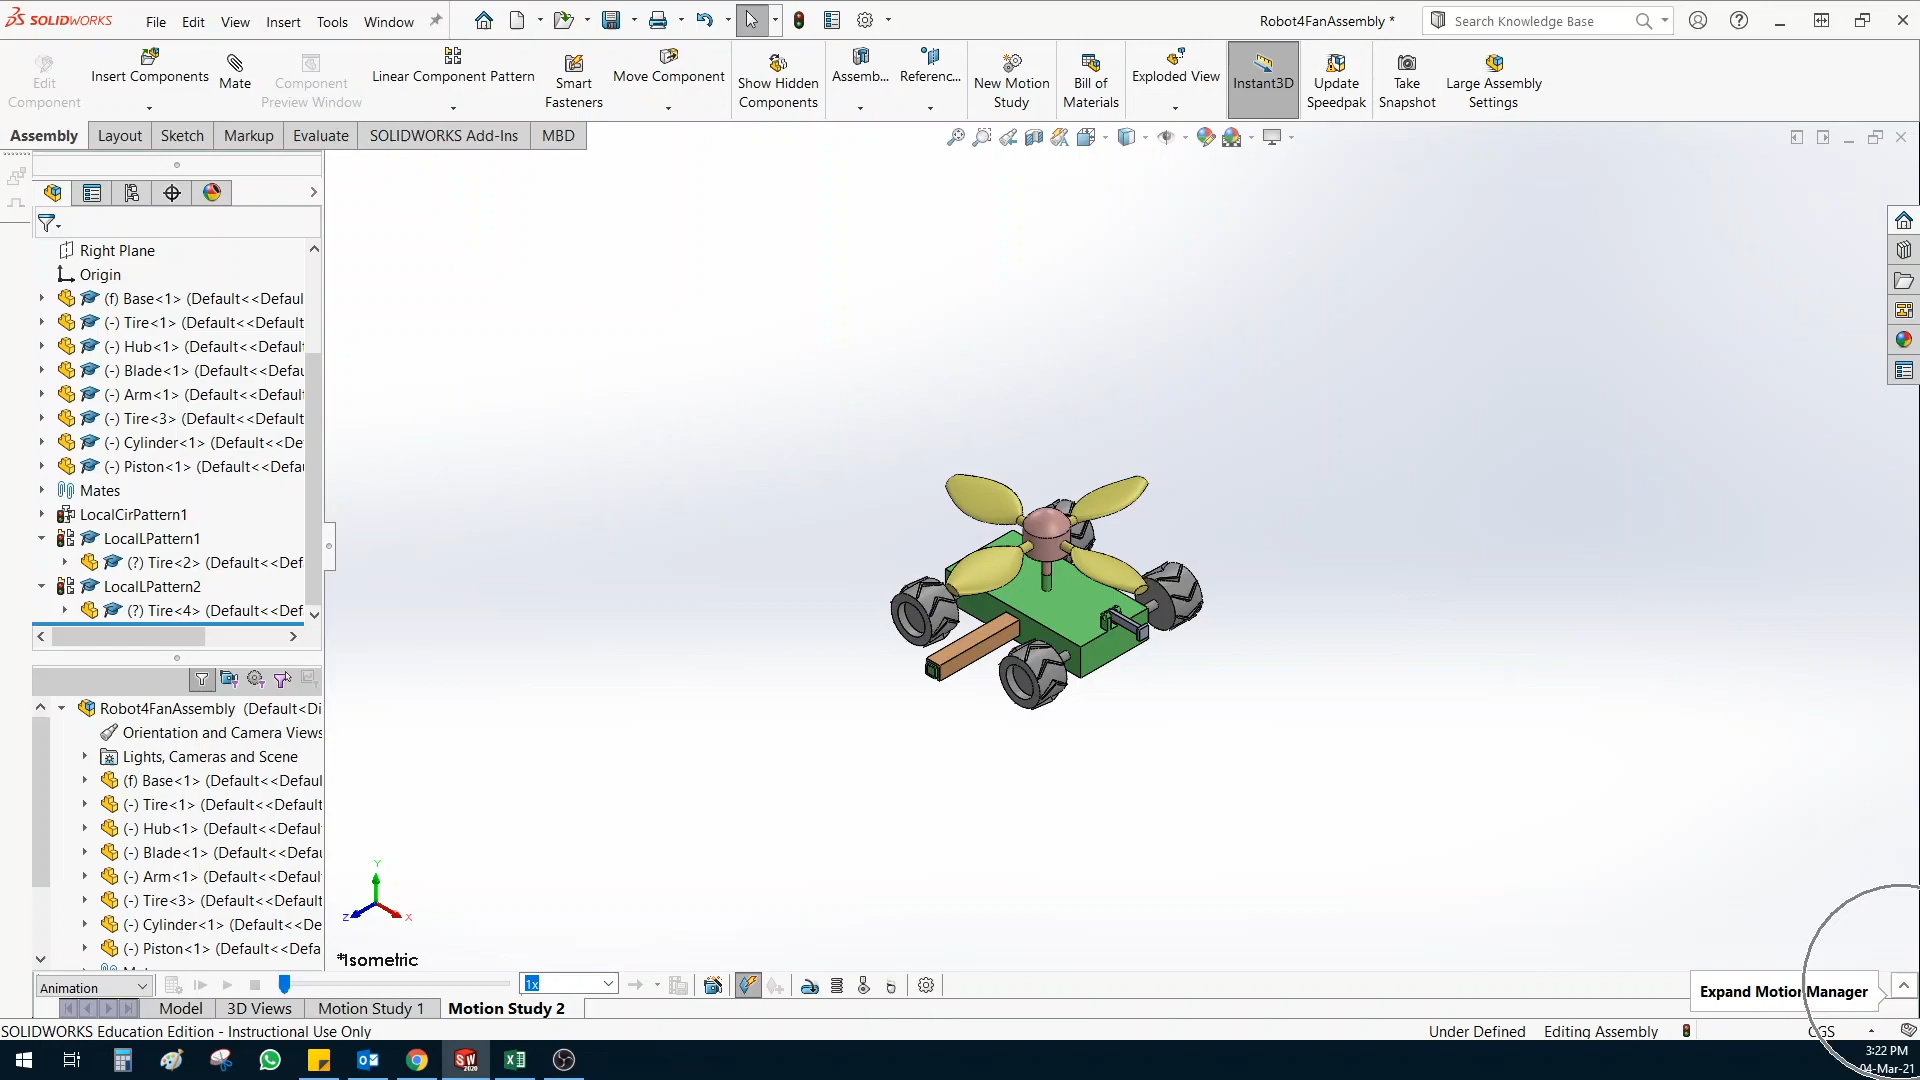 SOLIDWORKS File Edit View Insert Tools Window Robot4FanAssembly * Search Knowledge Base
Edit Component
Insert Components
Mate
Component Preview Window
Linear Component Pattern
Smart Fasteners
Move Component
Show Hidden Components
Assemb...
Referenc...
New Motion Study
Bill of Materials
Exploded View
Instant3D
Update Speedpak
Take Snapshot
Large Assembly Settings
Assembly Layout Sketch Markup Evaluate SOLIDWORKS Add-Ins MBD
Right Plane
Origin
(f) Base<1> (Default<<Defaul
(-) Tire<1> (Default<<Default
(-) Hub<1> (Default<<Defaul
(-) Blade<1> (Default<<Defau
(-) Arm<1> (Default<<Defaul
(-) Tire<3> (Default<<Default
(-) Cylinder<1> (Default<<De
(-) Piston<1> (Default<<Defa
Mates
LocalCirPattern1
LocalLPattern1
(?) Tire<2> (Default<<Def
LocalLPattern2
(?) Tire<4> (Default<<Def
Robot4FanAssembly (Default<Di
Orientation and Camera Views
Lights, Cameras and Scene
(f) Base<1> (Default<<Defaul
(-) Tire<1> (Default<<Default
(-) Hub<1> (Default<<Defaul
(-) Blade<1> (Default<<Defau
(-) Arm<1> (Default<<Defaul
(-) Tire<3> (Default<<Default
(-) Cylinder<1> (Default<<De
(-) Piston<1> (Default<<Defa
Y
Z X
*Isometric
Animation 1x
Expand MotionManager
Model 3D Views Motion Study 1 Motion Study 2
SOLIDWORKS Education Edition - Instructional Use Only Under Defined Editing Assembly CGS
3:22 PM
04-Mar-21